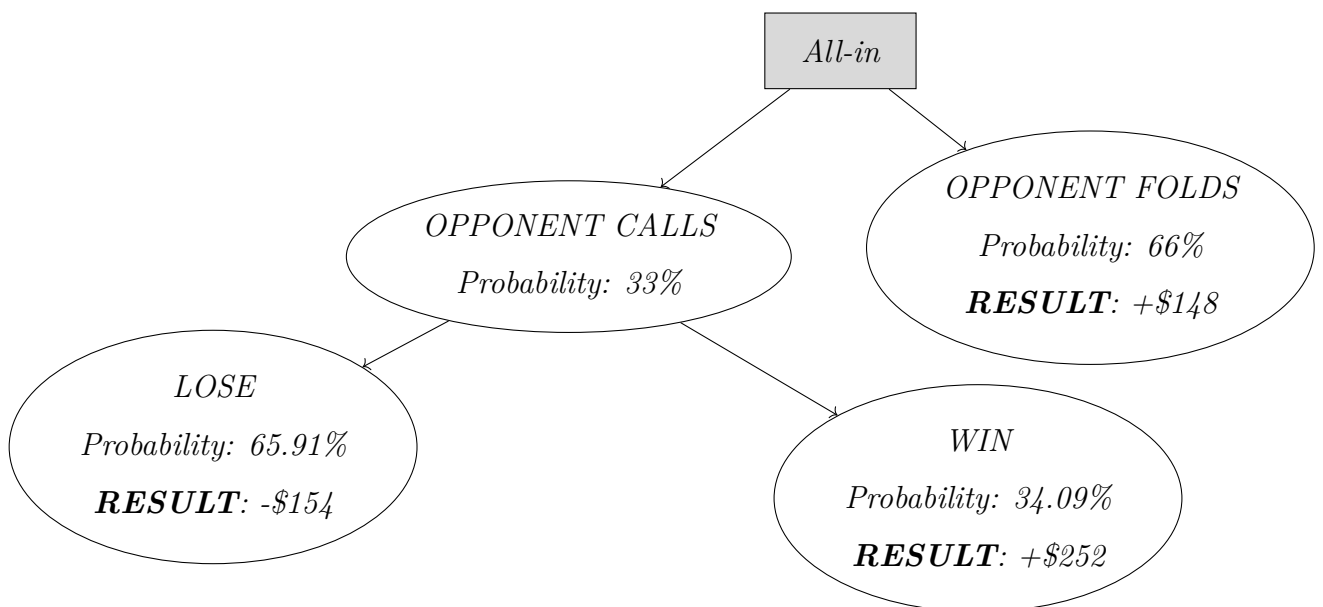 All-in
OPPONENT FOLDS
Probability: 66%
RESULT: +$148
OPPONENT CALLS
Probability: 33%
LOSE
Probability: 65.91%
RESULT: -$154
WIN
Probability: 34.09%
RESULT: +$252